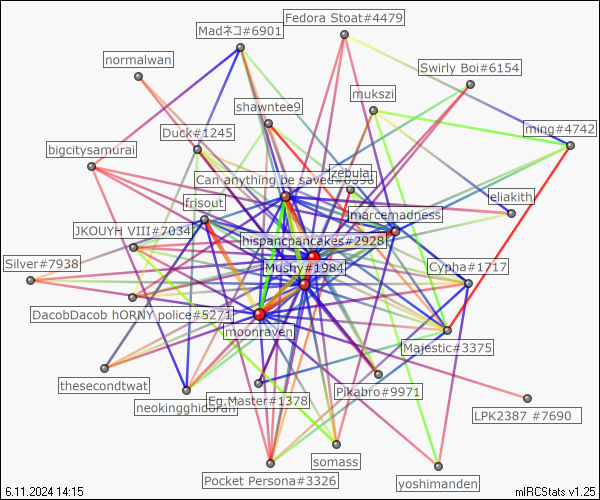 Fedora Stoat#4479
Madネコ#6901
normalwan
Swirly Boi#6154
mukszi
shawntee9
Duck#1245
ming#4742
bigcitysamurai
zebular
Can anything be saved?
eliakith
frisout
marcemadness
JKOUYH VIII#7034
hispancpancakes#2928
Silver#7938
Mushy#1984
Cypha#1717
DacobDacob hORNY police#5271
moonraven
Majestic#3375
thesecondtwat
Pikabro#9971
Eg.Master#1378
neokingghidorah
LPK2387 #7690
somass
Pocket Persona#3326
yoshimanden
6.11.2024 14:15
mIRCStats v1.25